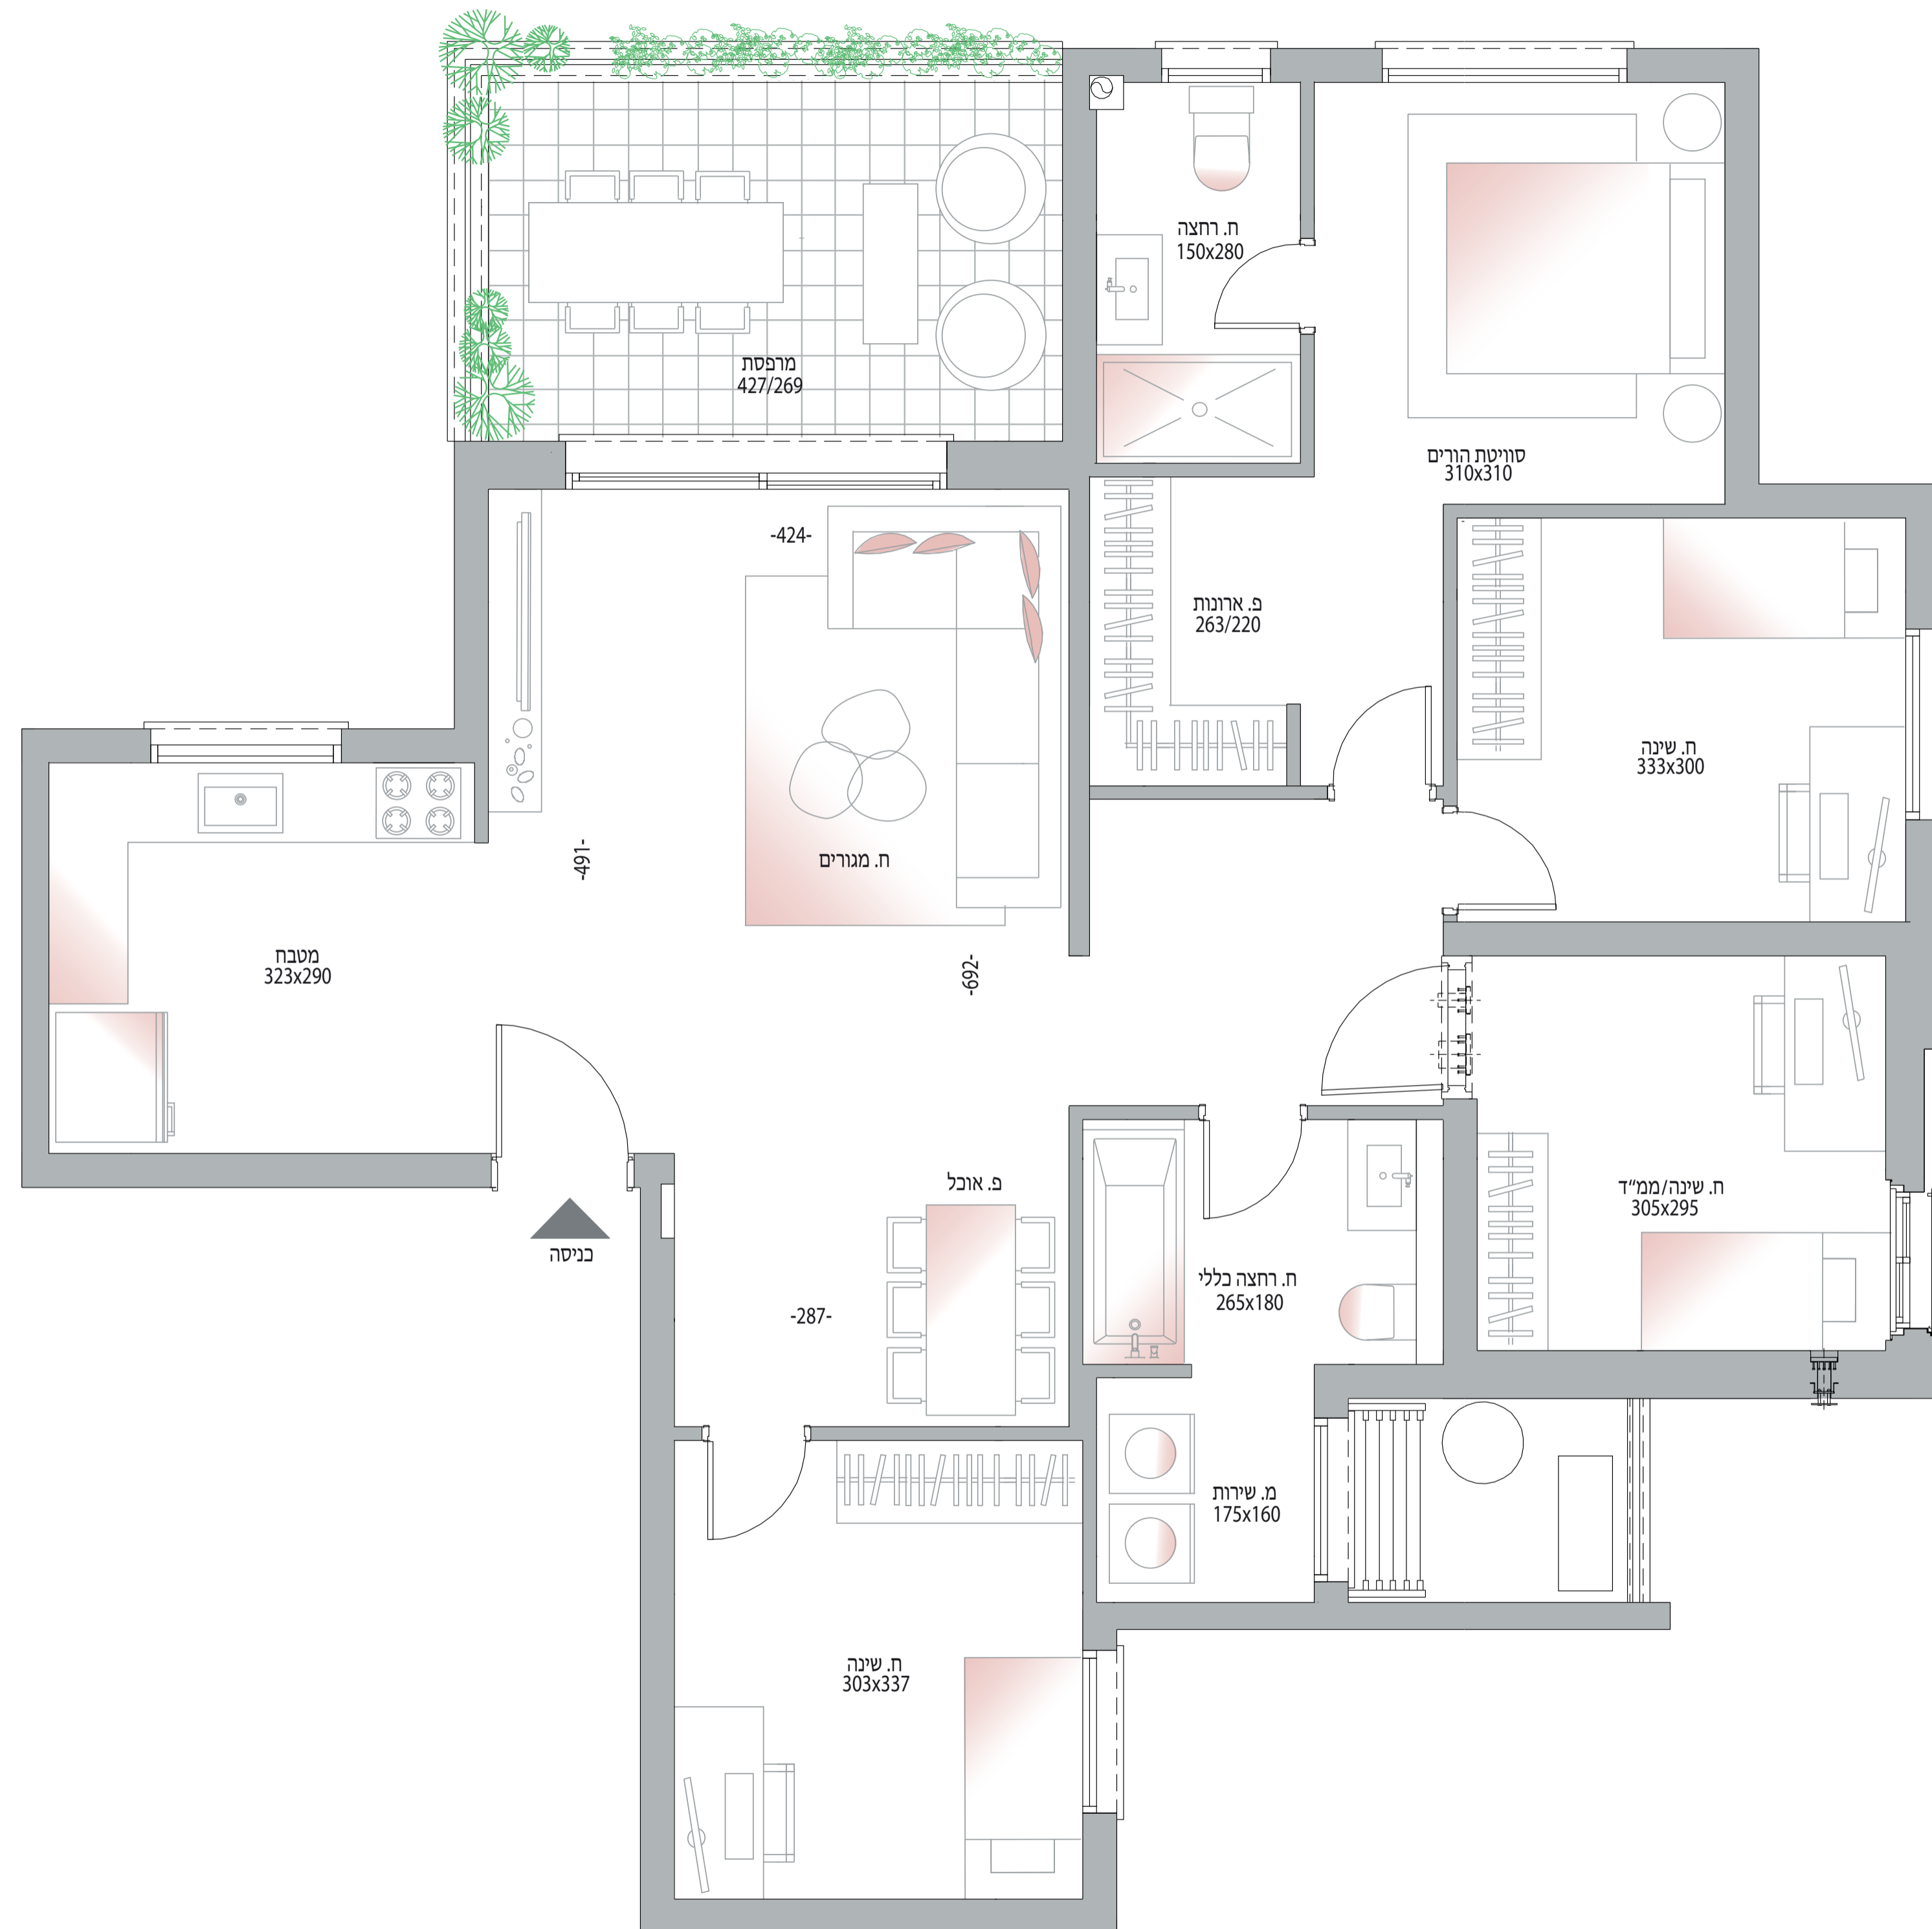 ח. רחצה
150x280
מרפסת
427/269
סוויטת הורים
310x310
-424-
פ. ארונות
263/220
ח. שינה
333x300
-491-
ח. מגורים
מטבח
323x290
-692-
פ. אוכל
ח. שינה/ממ״ד
305x295
כניסה
ח. רחצה כללי
265x180
-287-
מ. שירות
175x160
ח. שינה
303x337